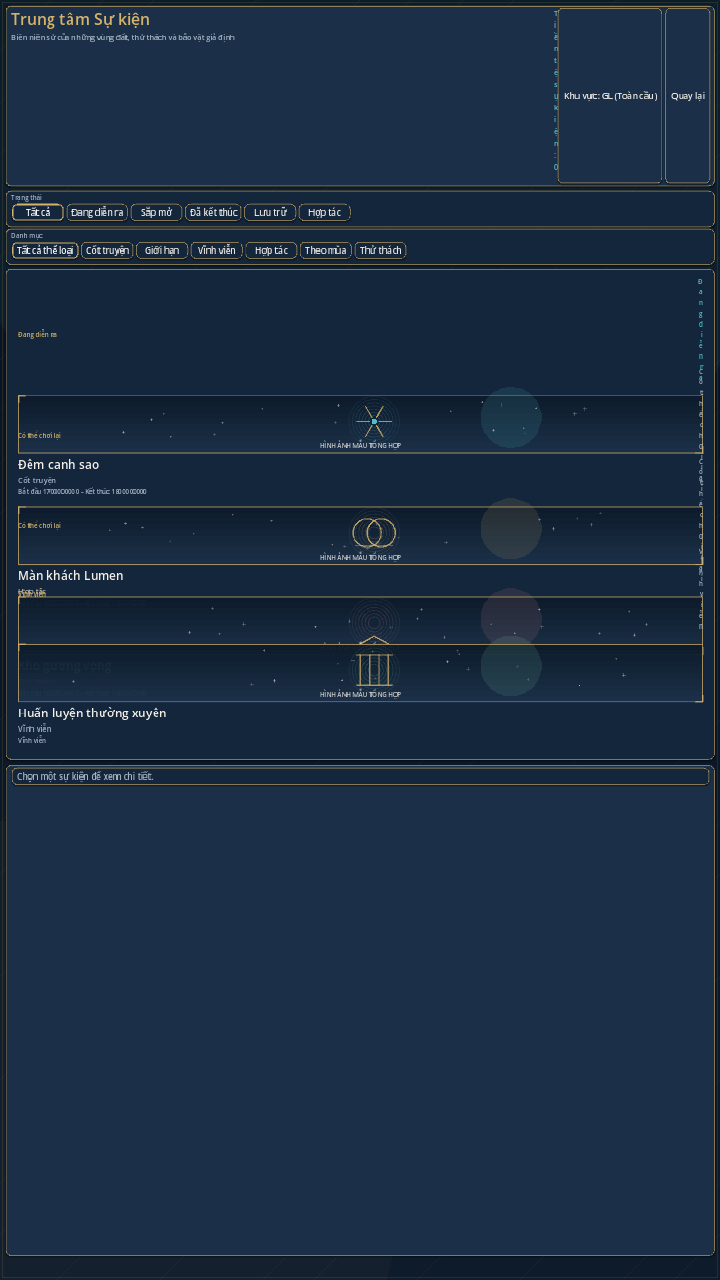 Trung tâm Sự kiện
Biên niên sử của những vùng đất, thử thách và bảo vật giả định
Khu vực: GL (Toàn cầu)
Quay lại
Trạng thái
Tất cả
Đang diễn ra
Sắp mở
Đã kết thúc
Lưu trữ
Hợp tác
Danh mục
Tất cả thể loại
Cốt truyện
Giới hạn
Vĩnh viễn
Hợp tác
Theo mùa
Thử thách
Đang diễn ra
Có thể chơi lại
HÌNH ẢNH MẪU TỔNG HỢP
Đêm canh sao
Cốt truyện
Bắt đầu 1700000000 – Kết thúc 1800000000
Có thể chơi lại
HÌNH ẢNH MẪU TỔNG HỢP
Màn khách Lumen
HÌNH ẢNH MẪU TỔNG HỢP
Huấn luyện thường xuyên
Vĩnh viễn
Vĩnh viễn
Chọn một sự kiện để xem chi tiết.